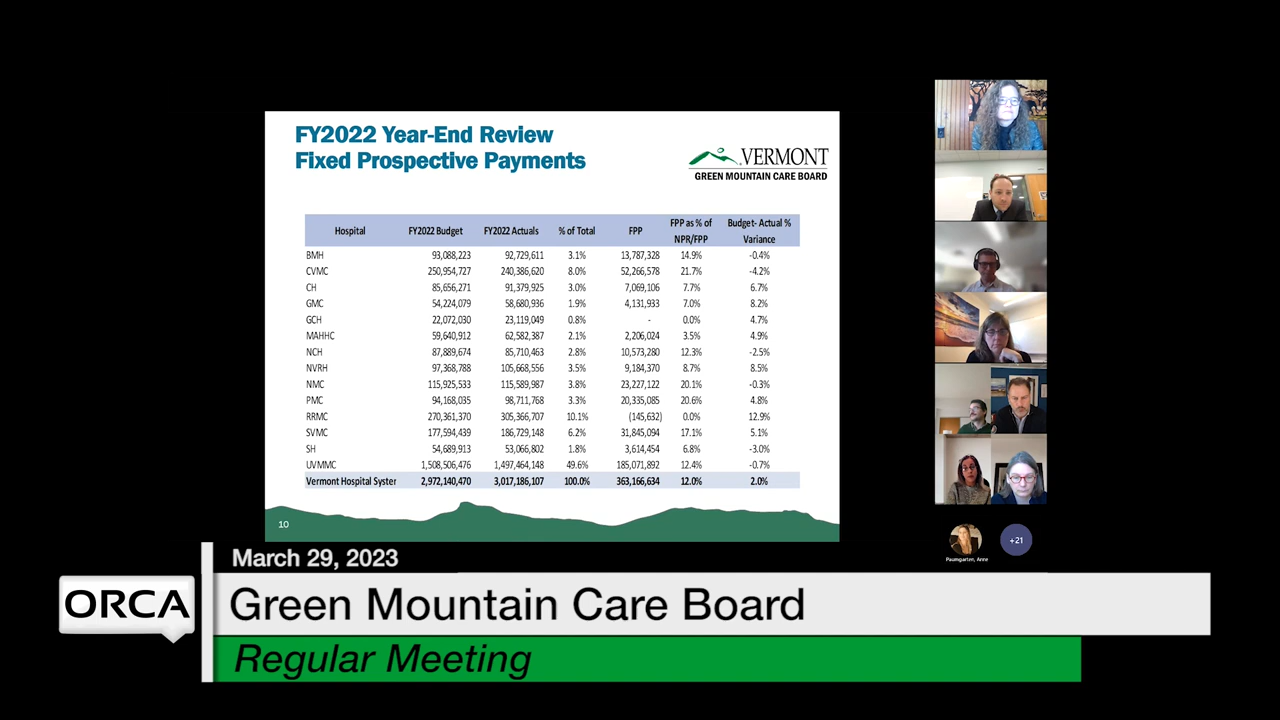 FY2022 Year-End Review
Fixed Prospective Payments
VERMONT
GREEN MOUNTAIN CARE BOARD
Hospital FY2022 Budget FY2022 Actuals % of Total FPP FPP as % of NPR/FPP Budget- Actual % Variance
BMH 93,088,223 92,729,611 3.1% 13,787,328 14.9% -0.4%
CVMC 250,954,727 240,386,620 8.0% 52,266,578 21.7% -4.2%
CH 85,656,271 91,379,925 3.0% 7,069,106 7.7% 6.7%
GMC 54,224,079 58,680,936 1.9% 4,131,933 7.0% 8.2%
GCH 22,072,030 23,119,049 0.8% - 0.0% 4.7%
MAHHC 59,640,912 62,582,387 2.1% 2,206,024 3.5% 4.9%
NCH 87,889,674 85,710,463 2.8% 10,573,280 12.3% -2.5%
NVRH 97,368,788 105,668,556 3.5% 9,184,370 8.7% 8.5%
NMC 115,925,533 115,589,987 3.8% 23,227,122 20.1% -0.3%
PMC 94,168,035 98,711,768 3.3% 20,335,085 20.6% 4.8%
RRMC 270,361,370 305,366,707 10.1% (145,632) 0.0% 12.9%
SVMC 177,594,439 186,729,148 6.2% 31,845,094 17.1% 5.1%
SH 54,689,913 53,066,802 1.8% 3,614,454 6.8% -3.0%
UVMMC 1,508,506,476 1,497,464,148 49.6% 185,071,892 12.4% -0.7%
Vermont Hospital Syster 2,972,140,470 3,017,186,107 100.0% 363,166,634 12.0% 2.0%
10
+21
Paumgarten, Anne
March 29, 2023
ORCA
Green Mountain Care Board
Regular Meeting